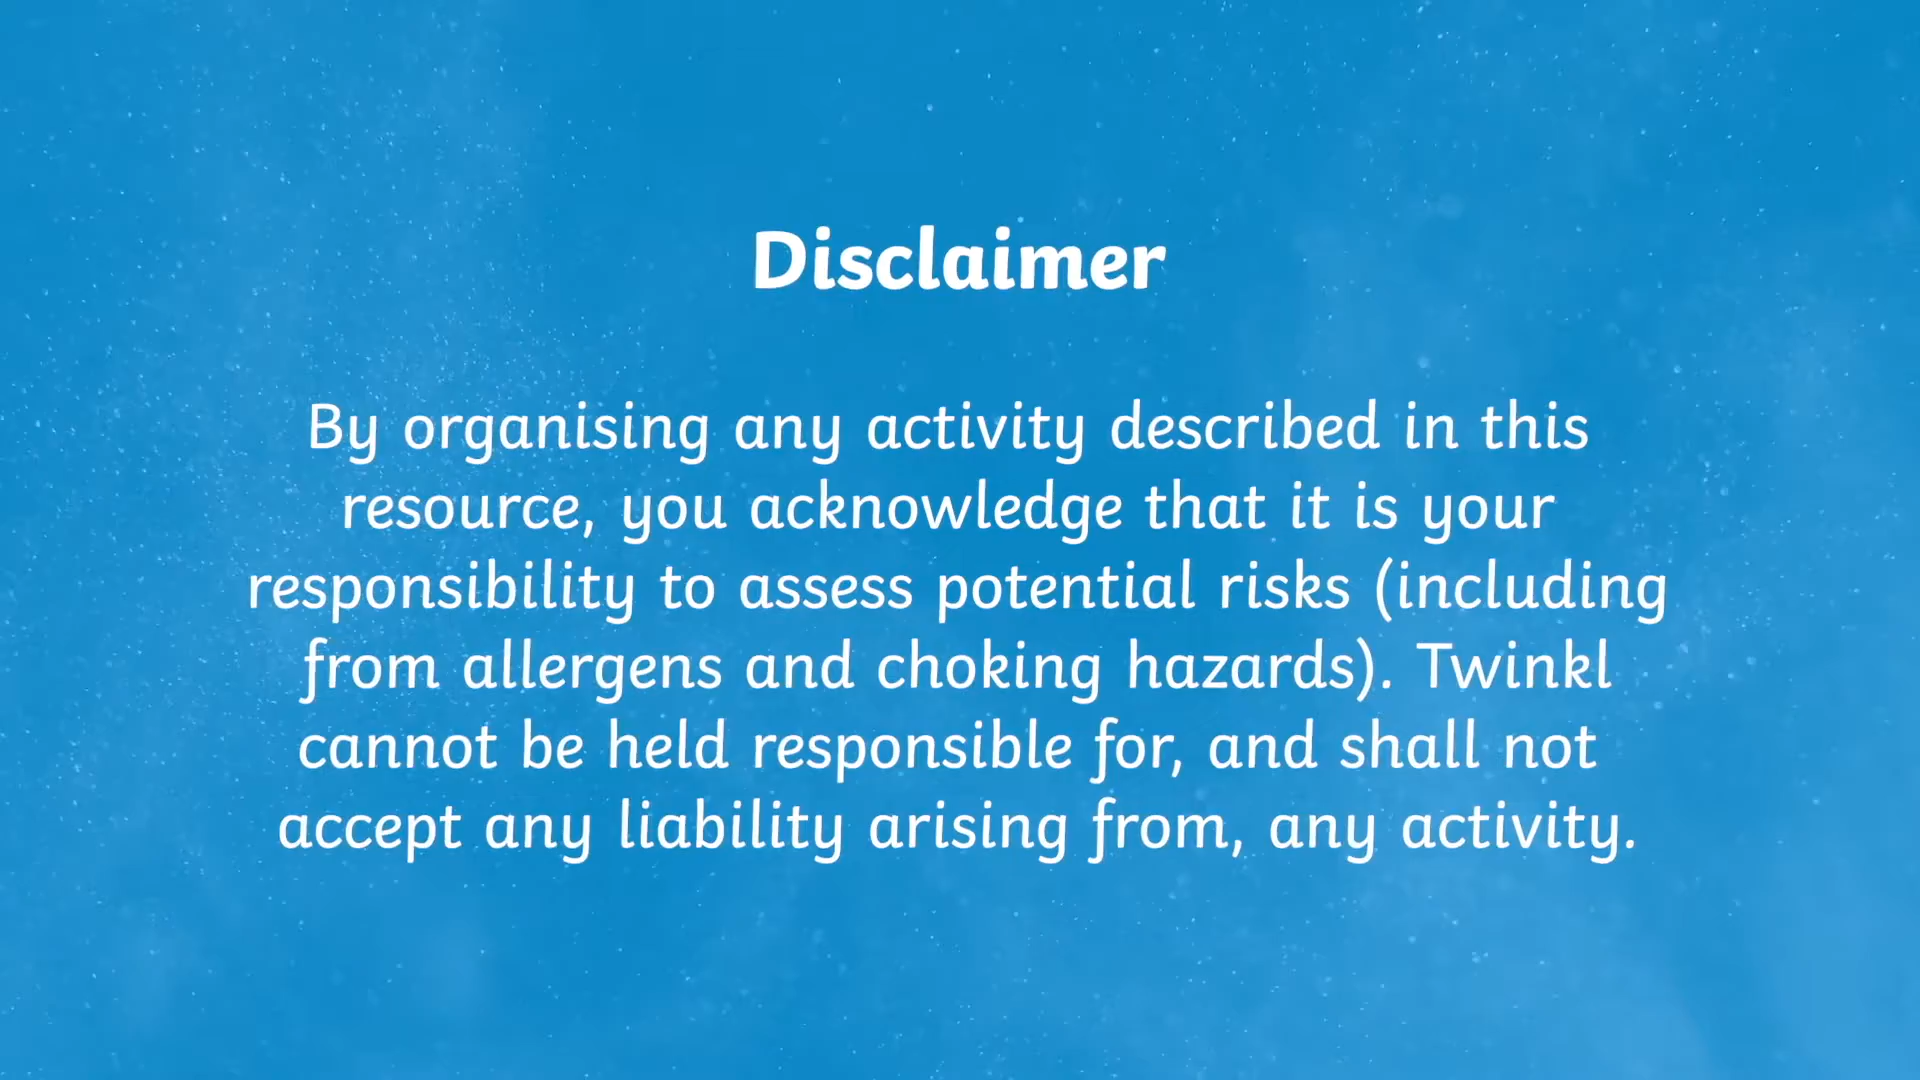 Disclaimer
By organising any activity described in this
resource, you acknowledge that it is your
responsibility to assess potential risks (including
from allergens and choking hazards). Twinkl
cannot be held responsible for, and shall not
accept any liability arising from, any activity.